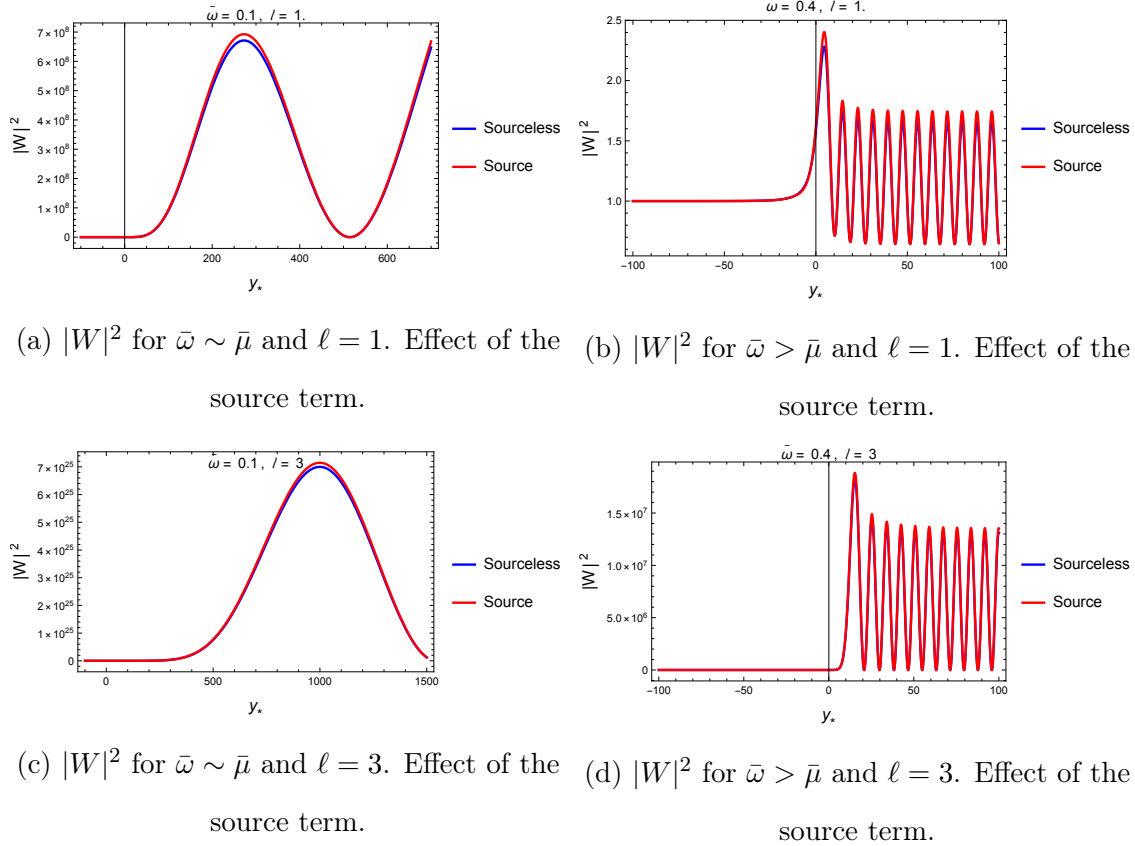 ω̄ = 0.1 , l = 1.
7.×10⁸
6.×10⁸
5.×10⁸
4.×10⁸
3.×10⁸
2.×10⁸
1.×10⁸
0
|W|²
0 200 400 600
y*
Sourceless
Source
ω = 0.4 , l = 1.
2.5
2.0
1.5
1.0
|W|²
-100 -50 0 50 100
y*
Sourceless
Source
(a) |W|² for ω̄ ∼ μ̄ and ℓ = 1. Effect of the
source term.
(b) |W|² for ω̄ > μ̄ and ℓ = 1. Effect of the
source term.
ω̄ = 0.1 , l = 3
7.×10²⁵
6.×10²⁵
5.×10²⁵
4.×10²⁵
3.×10²⁵
2.×10²⁵
1.×10²⁵
0
|W|²
0 500 1000 1500
y*
Sourceless
Source
ω̄ = 0.4 , l = 3
1.5×10⁷
1.0×10⁷
5.0×10⁶
0
|W|²
-100 -50 0 50 100
y*
Sourceless
Source
(c) |W|² for ω̄ ∼ μ̄ and ℓ = 3. Effect of the
source term.
(d) |W|² for ω̄ > μ̄ and ℓ = 3. Effect of the
source term.